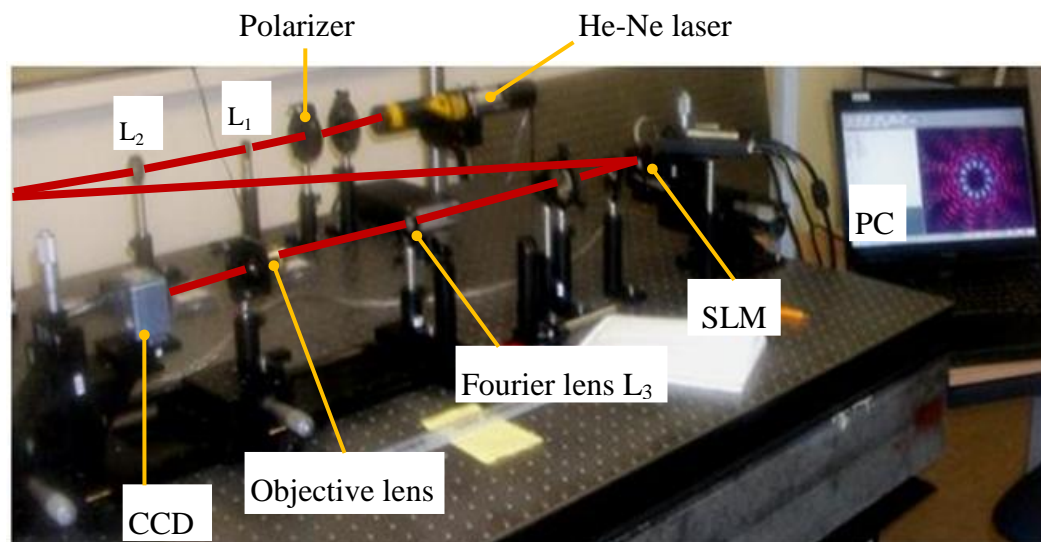 Polarizer
He-Ne laser
L₂
L₁
PC
SLM
Fourier lens L₃
Objective lens
CCD